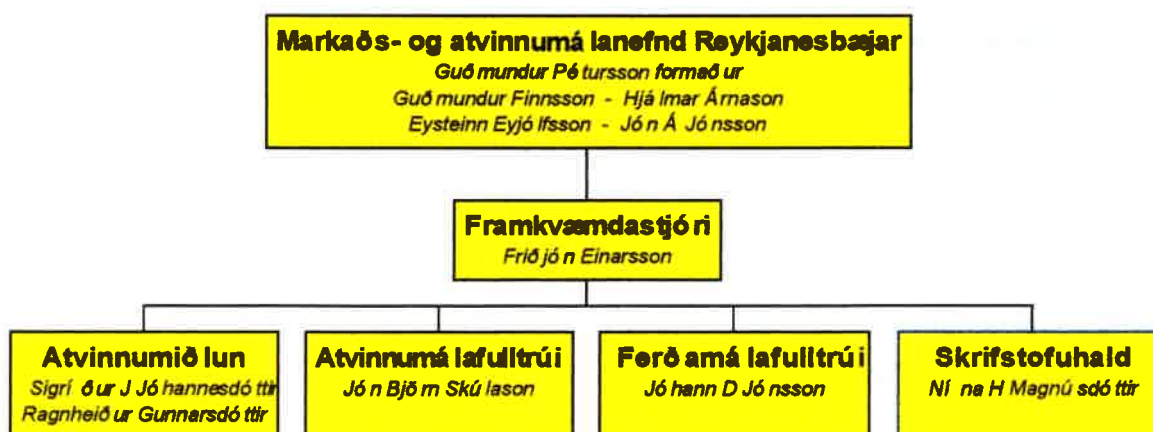 Markaðs- og atvinnumálanefnd Reykjanesbæjar
Guðmundur Pétursson formaður
Guðmundur Finnsson - Hjálmar Árnason
Eysteinn Eyjólfsson - Jón Á Jónsson
Framkvæmdastjóri
Friðjón Einarsson
Atvinnumiðlun
Sigríður J Jóhannesdóttir
Ragnheiður Gunnarsdóttir
Atvinnumálafulltrúi
Jón Björn Skúlason
Ferðamálafulltrúi
Jóhann D Jónsson
Skrifstofuhald
Nína H Magnúsdóttir